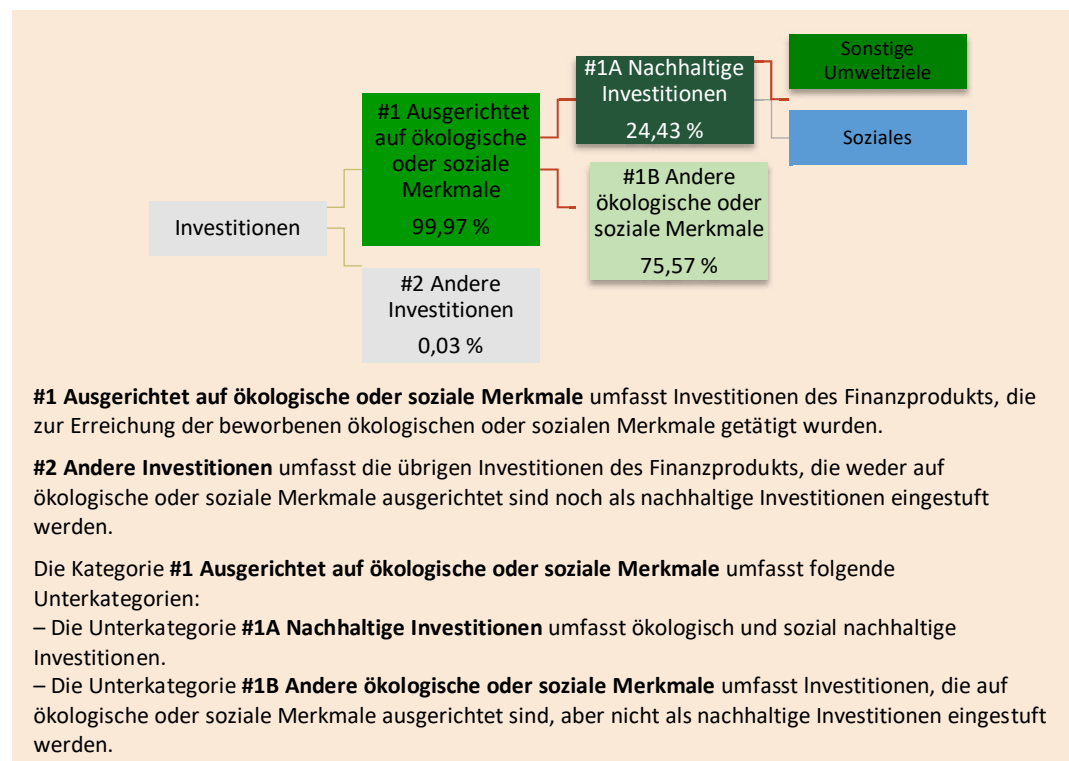 Investitionen
#1 Ausgerichtet
auf ökologische
oder soziale
Merkmale
99,97 %
#2 Andere
Investitionen
0,03 %
#1A Nachhaltige
Investitionen
24,43 %
#1B Andere
ökologische oder
soziale Merkmale
75,57 %
Sonstige
Umweltziele
Soziales
#1 Ausgerichtet auf ökologische oder soziale Merkmale umfasst Investitionen des Finanzprodukts, die
zur Erreichung der beworbenen ökologischen oder sozialen Merkmale getätigt wurden.
#2 Andere Investitionen umfasst die übrigen Investitionen des Finanzprodukts, die weder auf
ökologische oder soziale Merkmale ausgerichtet sind noch als nachhaltige Investitionen eingestuft
werden.
Die Kategorie #1 Ausgerichtet auf ökologische oder soziale Merkmale umfasst folgende
Unterkategorien:
– Die Unterkategorie #1A Nachhaltige Investitionen umfasst ökologisch und sozial nachhaltige
Investitionen.
– Die Unterkategorie #1B Andere ökologische oder soziale Merkmale umfasst Investitionen, die auf
ökologische oder soziale Merkmale ausgerichtet sind, aber nicht als nachhaltige Investitionen eingestuft
werden.